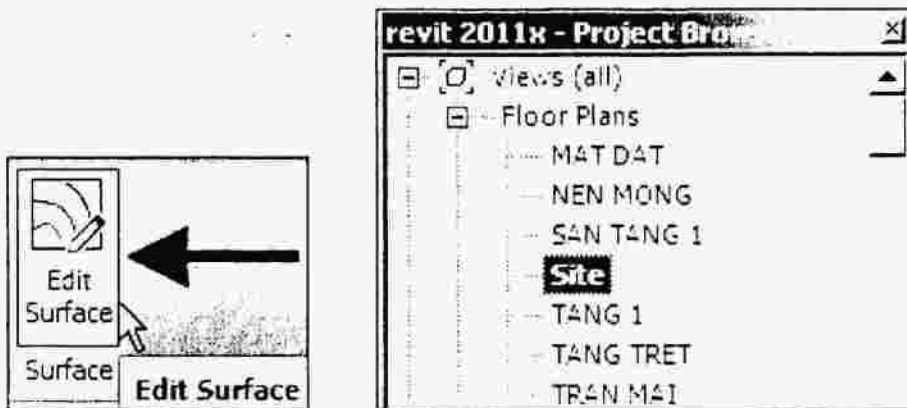 Edit
Surface
Surface
Edit Surface
revit 2011x - Project Bro
Views (all)
Floor Plans
MAT DAT
NEN MONG
SAN TANG 1
Site
TANG 1
TANG TRET
TRAN MAI